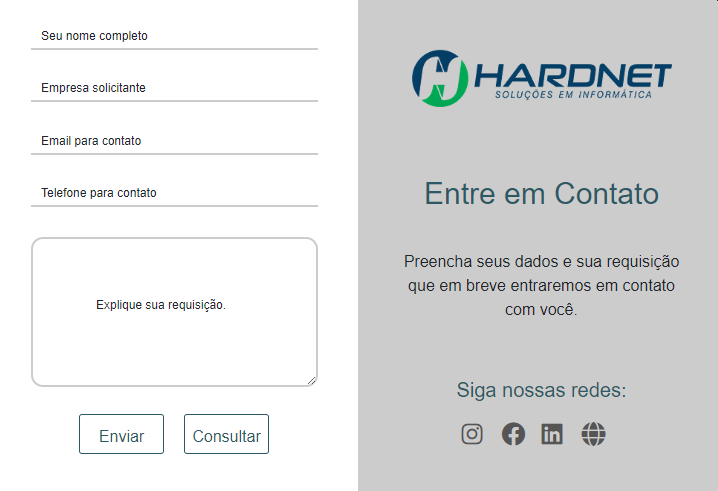 Seu nome completo
Empresa solicitante
Email para contato
Telefone para contato
Explique sua requisição.
Enviar
Consultar
HARDNET
SOLUÇÕES EM INFORMÁTICA
Entre em Contato
Preencha seus dados e sua requisição
que em breve entraremos em contato
com você.
Siga nossas redes: